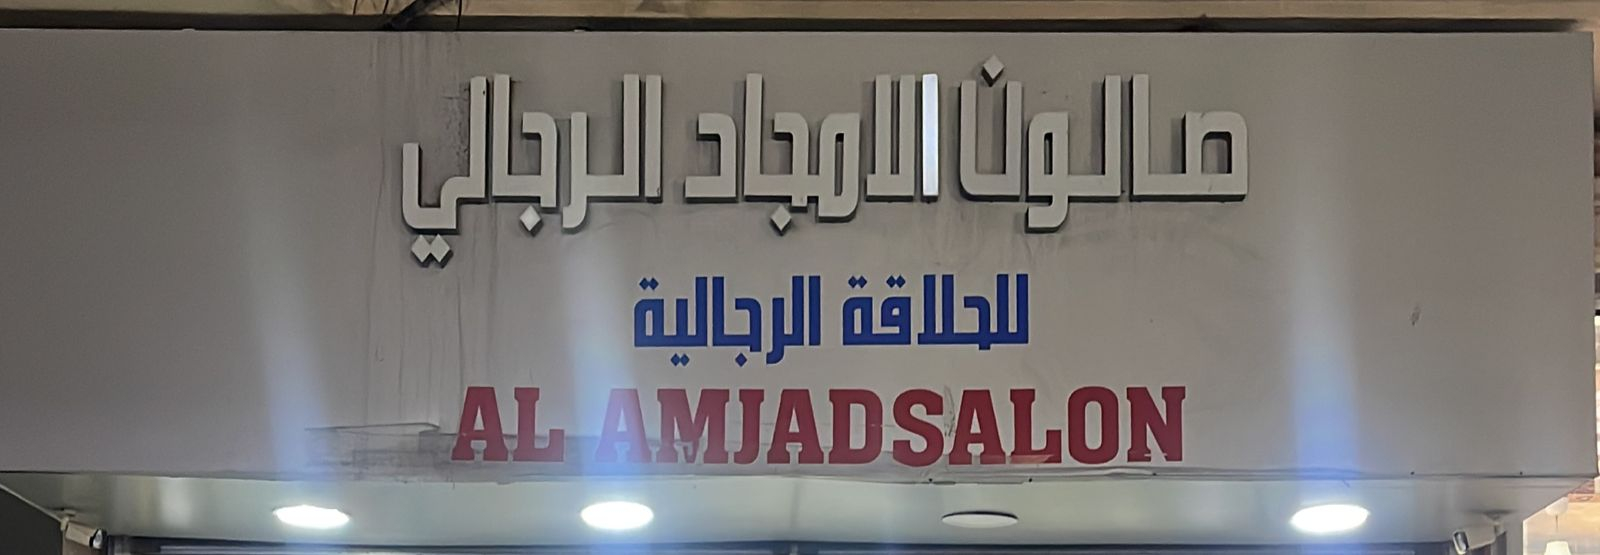 صالون الامجاد الرجالي
للحلاقة الرجالية
AL AMJADSALON